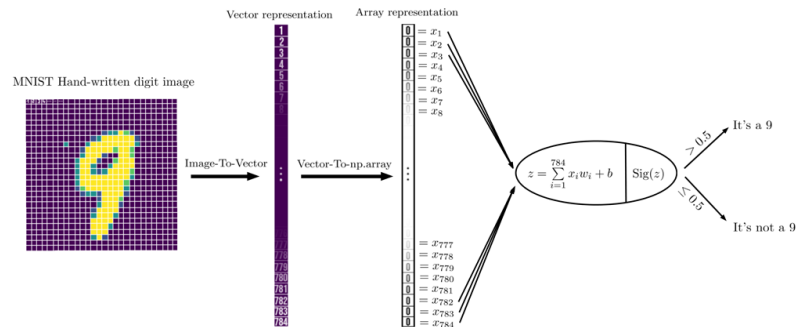 Vector representation
Array representation
MNIST Hand-written digit image
1
2
3
4
5
6
7
8
...
777
778
779
780
781
782
783
784
0 = x₁
0 = x₂
0 = x₃
0 = x₄
0 = x₅
0 = x₆
0 = x₇
0 = x₈
...
0 = x₇₇₇
0 = x₇₇₈
0 = x₇₇₉
0 = x₇₈₀
0 = x₇₈₁
0 = x₇₈₂
0 = x₇₈₃
0 = x₇₈₄
Image-To-Vector
Vector-To-np.array
z = ∑_{i=1}^{784} xᵢwᵢ + b
Sig(z)
> 0.5
≤ 0.5
It's a 9
It's not a 9